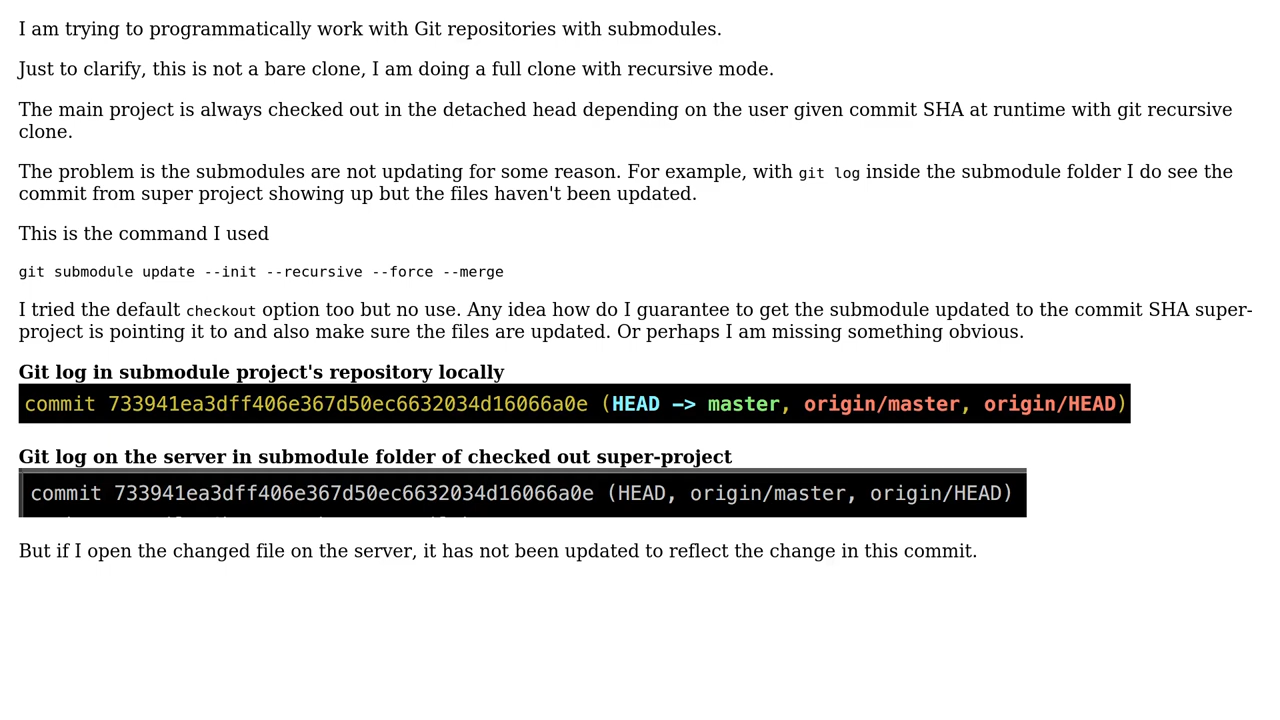 I am trying to programmatically work with Git repositories with submodules.
Just to clarify, this is not a bare clone, I am doing a full clone with recursive mode.
The main project is always checked out in the detached head depending on the user given commit SHA at runtime with git recursive
clone.
The problem is the submodules are not updating for some reason. For example, with git log inside the submodule folder I do see the
commit from super project showing up but the files haven't been updated.
This is the command I used
git submodule update --init --recursive --force --merge
I tried the default checkout option too but no use. Any idea how do I guarantee to get the submodule updated to the commit SHA super-
project is pointing it to and also make sure the files are updated. Or perhaps I am missing something obvious.
Git log in submodule project's repository locally
commit 733941ea3dff406e367d50ec6632034d16066a0e (HEAD -> master, origin/master, origin/HEAD)
Git log on the server in submodule folder of checked out super-project
commit 733941ea3dff406e367d50ec6632034d16066a0e (HEAD, origin/master, origin/HEAD)
But if I open the changed file on the server, it has not been updated to reflect the change in this commit.